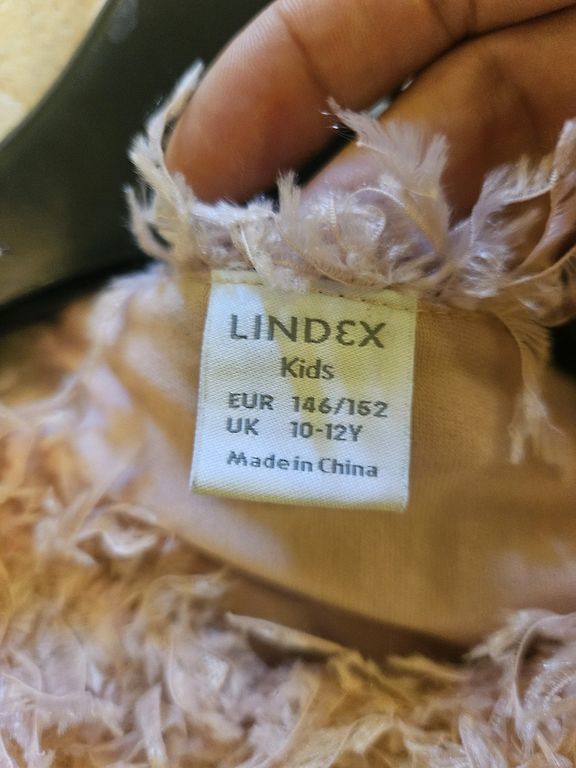 LINDEX
Kids
EUR 146/152
UK 10-12Y
Made in China